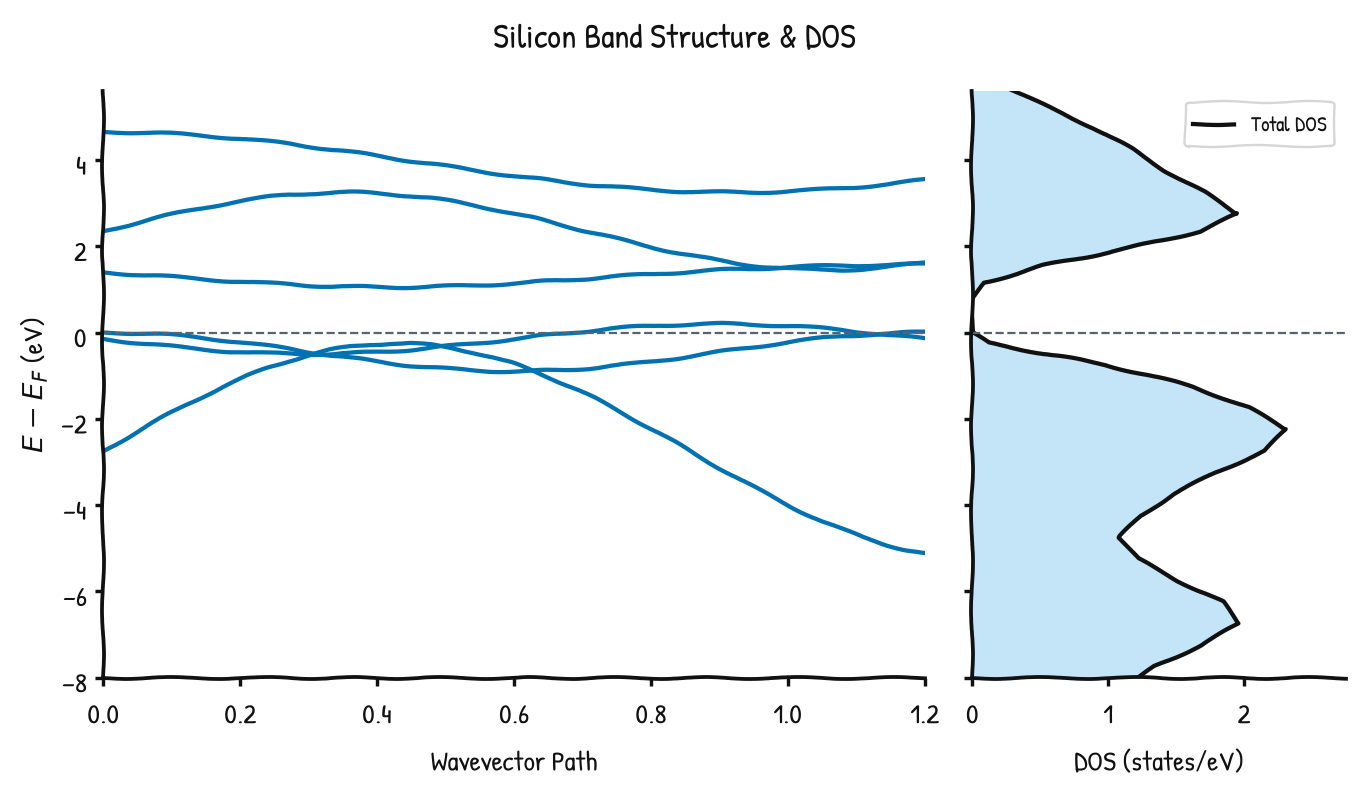 Silicon Band Structure & DOS
E − E_F (eV)
4
2
0
−2
−4
−6
−8
0.0 0.2 0.4 0.6 0.8 1.0 1.2
Wavevector Path
Total DOS
0 1 2
DOS (states/eV)